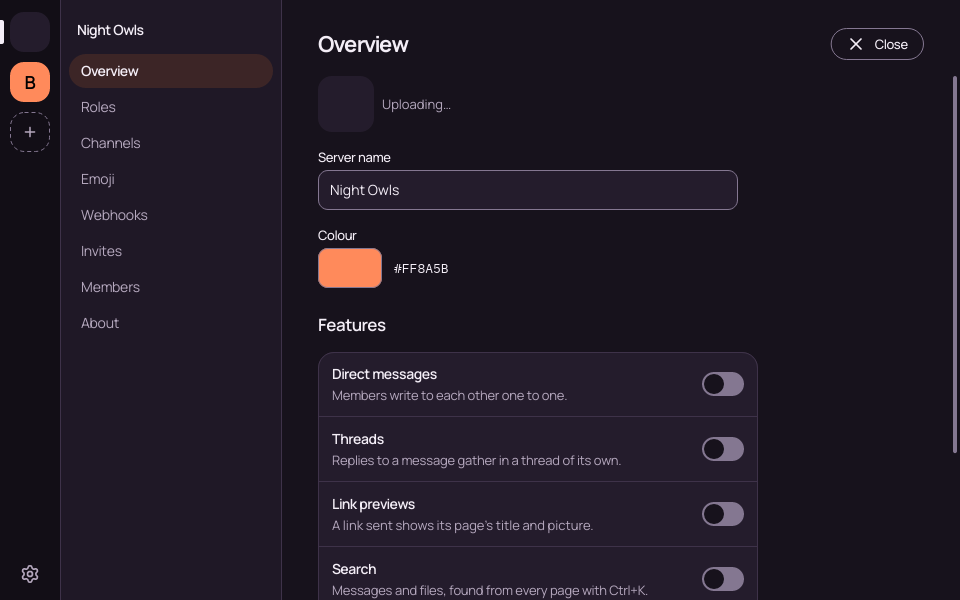 Night Owls
B
Overview
Roles
Channels
Emoji
Webhooks
Invites
Members
About
Overview
Close
Uploading…
Server name
Night Owls
Colour
#FF8A5B
Features
Direct messages
Members write to each other one to one.
Threads
Replies to a message gather in a thread of its own.
Link previews
A link sent shows its page's title and picture.
Search
Messages and files, found from every page with Ctrl+K.